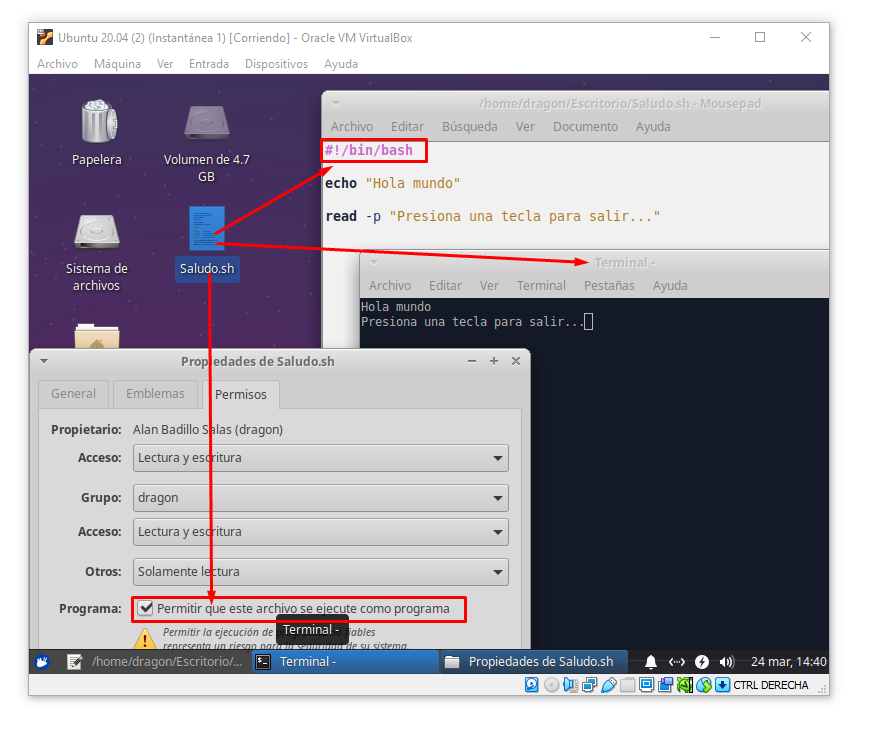 Ubuntu 20.04 (2) (Instantánea 1) [Corriendo] - Oracle VM VirtualBox
Archivo Máquina Ver Entrada Dispositivos Ayuda
Papelera
Volumen de 4.7
GB
Sistema de
archivos
Saludo.sh
/home/dragon/Escritorio/Saludo.sh - Mousepad
Archivo Editar Búsqueda Ver Documento Ayuda
#!/bin/bash
echo "Hola mundo"
read -p "Presiona una tecla para salir..."
Terminal -
Archivo Editar Ver Terminal Pestañas Ayuda
Hola mundo
Presiona una tecla para salir...
Propiedades de Saludo.sh
General Emblemas Permisos
Propietario: Alan Badillo Salas (dragon)
Acceso: Lectura y escritura
Grupo: dragon
Acceso: Lectura y escritura
Otros: Solamente lectura
Programa: Permitir que este archivo se ejecute como programa
Permitir la ejecución de fiables
representa un riesgo para la seguridad de su sistema.
Terminal -
/home/dragon/Escritorio/... Terminal - Propiedades de Saludo.sh 24 mar, 14:40
CTRL DERECHA